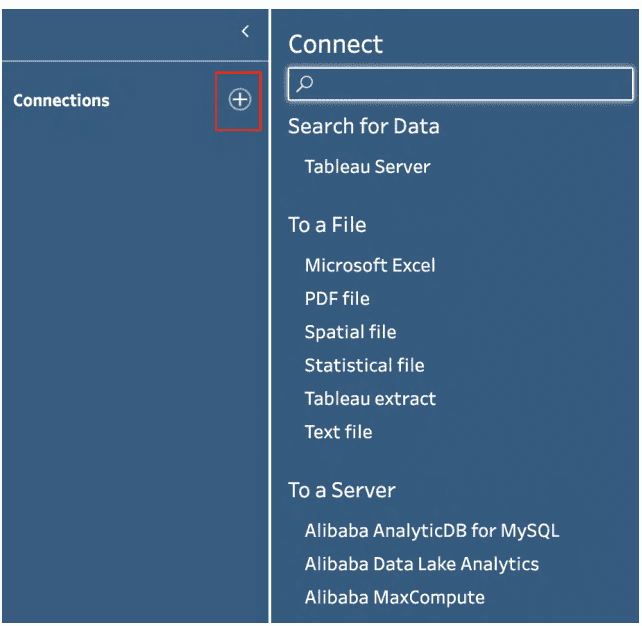 Connections
Connect
Search for Data
Tableau Server
To a File
Microsoft Excel
PDF file
Spatial file
Statistical file
Tableau extract
Text file
To a Server
Alibaba AnalyticDB for MySQL
Alibaba Data Lake Analytics
Alibaba MaxCompute